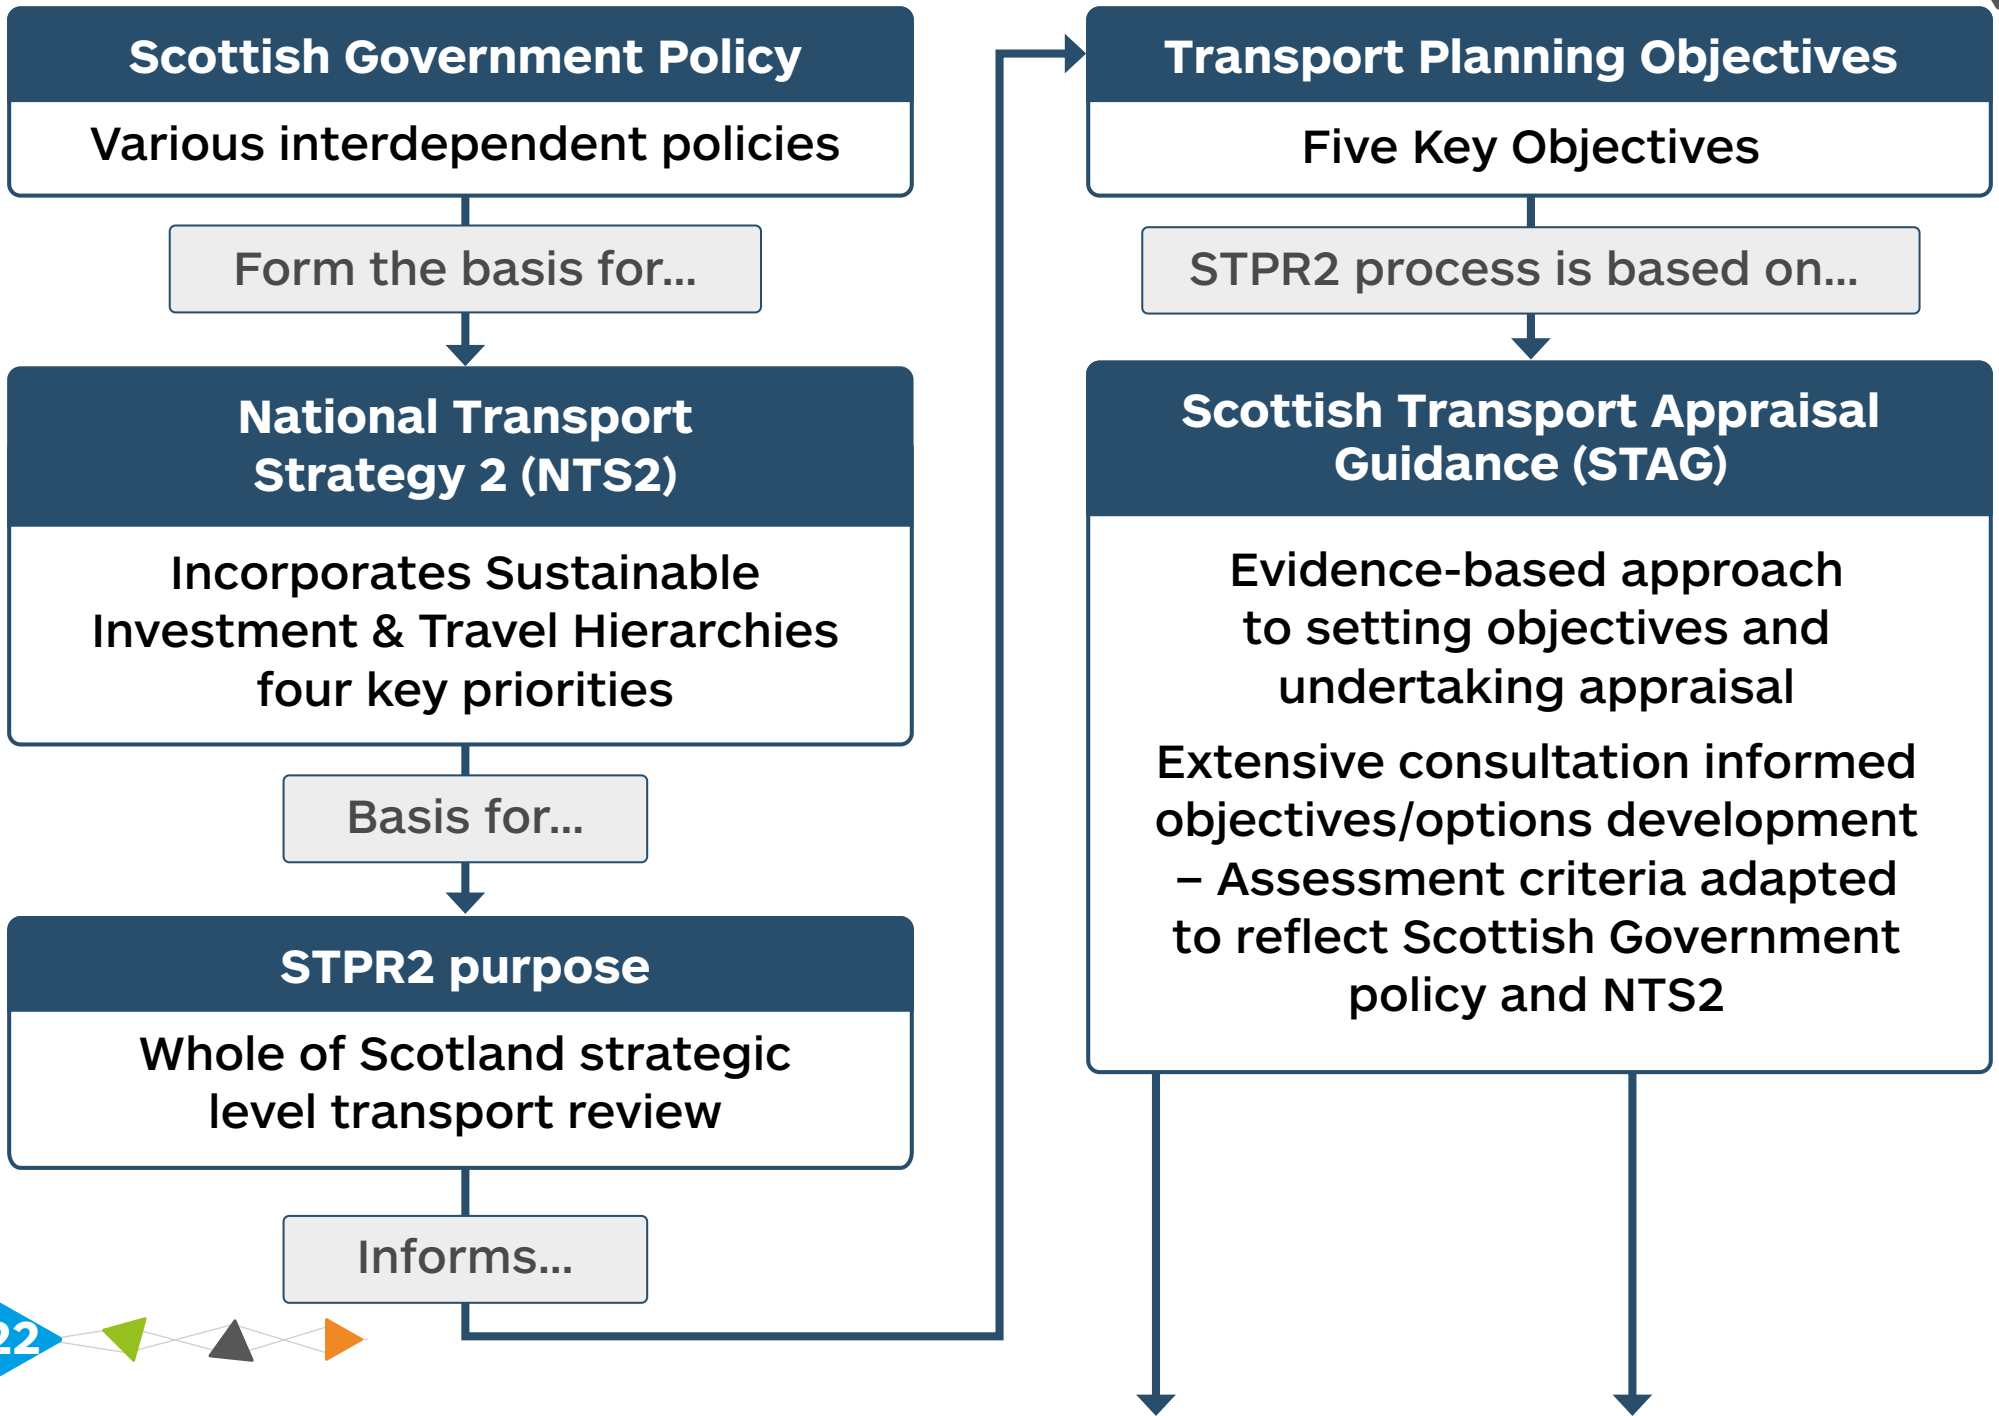 Scottish Government Policy
Various interdependent policies
Form the basis for...
National Transport
Strategy 2 (NTS2)
Incorporates Sustainable
Investment & Travel Hierarchies
four key priorities
Basis for...
STPR2 purpose
Whole of Scotland strategic
level transport review
Informs...
Transport Planning Objectives
Five Key Objectives
STPR2 process is based on...
Scottish Transport Appraisal
Guidance (STAG)
Evidence-based approach
to setting objectives and
undertaking appraisal
Extensive consultation informed
objectives/options development
– Assessment criteria adapted
to reflect Scottish Government
policy and NTS2
22